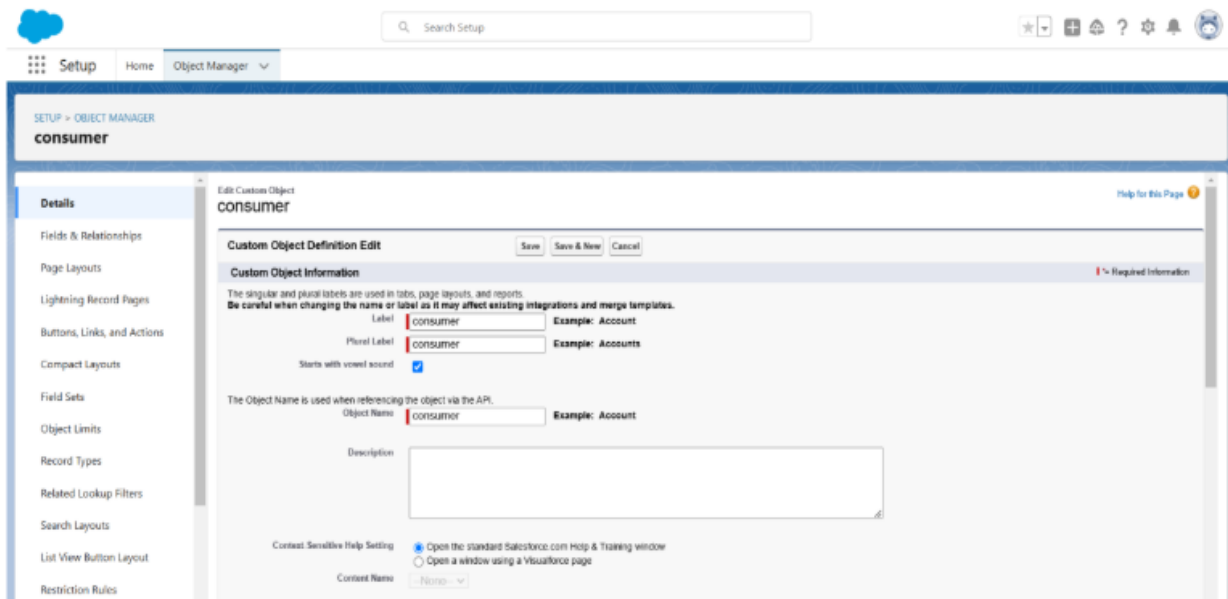 Search Setup
Setup Home Object Manager
SETUP > OBJECT MANAGER
consumer
Details
Fields & Relationships
Page Layouts
Lightning Record Pages
Buttons, Links, and Actions
Compact Layouts
Field Sets
Object Limits
Record Types
Related Lookup Filters
Search Layouts
List View Button Layout
Restriction Rules
Edit Custom Object
consumer
Help for this Page
Custom Object Definition Edit Save Save & New Cancel
Custom Object Information = Required Information
The singular and plural labels are used in tabs, page layouts, and reports.
Be careful when changing the name or label as it may affect existing integrations and merge templates.
Label consumer Example: Account
Plural Label consumer Example: Accounts
Starts with vowel sound
The Object Name is used when referencing the object via the API.
Object Name consumer Example: Account
Description
Context-Sensitive Help Setting Open the standard Salesforce.com Help & Training window
Open a window using a Visualforce page
Content Name --None--